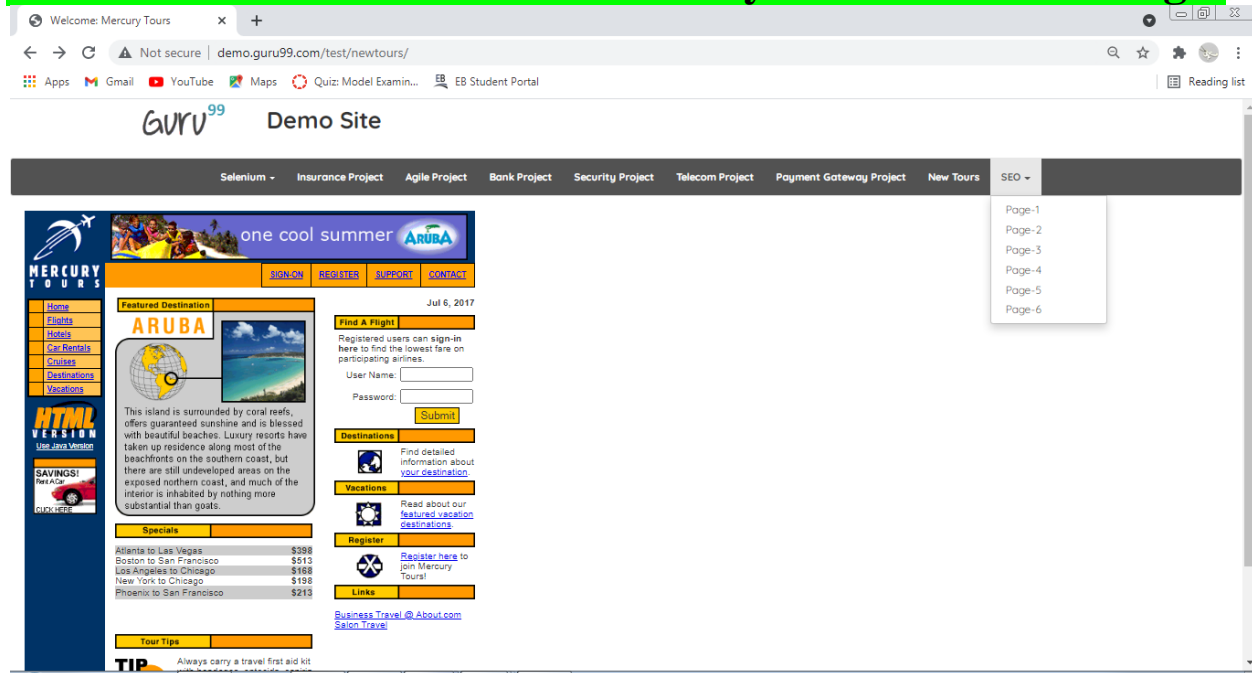 Welcome: Mercury Tours
Not secure | demo.guru99.com/test/newtours/
Apps Gmail YouTube Maps Quiz: Model Examin... EB EB Student Portal Reading list
Guru99 Demo Site
Selenium Insurance Project Agile Project Bank Project Security Project Telecom Project Payment Gateway Project New Tours SEO
Page-1
Page-2
Page-3
Page-4
Page-5
Page-6
MERCURY
TOURS
one cool summer ARUBA
SIGN-ON REGISTER SUPPORT CONTACT
Home
Flights
Hotels
Car Rentals
Cruises
Destinations
Vacations
HTML
VERSION
Use Java Version
SAVINGS!
Rent A Car
CLICK HERE
Featured Destination
ARUBA
This island is surrounded by coral reefs,
offers guaranteed sunshine and is blessed
with beautiful beaches. Luxury resorts have
taken up residence along most of the
beachfronts on the southern coast, but
there are still undeveloped areas on the
exposed northern coast, and much of the
interior is inhabited by nothing more
substantial than goats.
Specials
Atlanta to Las Vegas $398
Boston to San Francisco $513
Los Angeles to Chicago $168
New York to Chicago $198
Phoenix to San Francisco $213
Tour Tips
TIP
Always carry a travel first aid kit
Jul 6, 2017
Find A Flight
Registered users can sign-in
here to find the lowest fare on
participating airlines.
User Name:
Password:
Submit
Destinations
Find detailed
information about
your destination.
Vacations
Read about our
featured vacation
destinations.
Register
Register here to
join Mercury
Tours!
Links
Business Travel @ About.com
Salon Travel